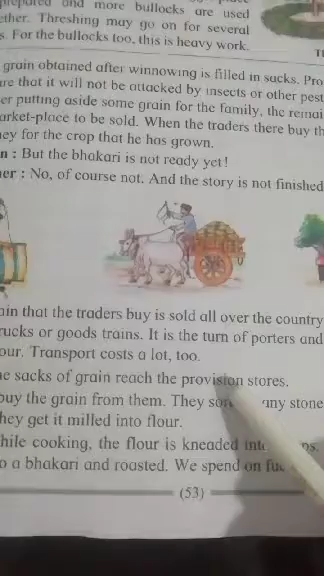 prepared and more bullocks are used
ether. Threshing may go on for several
s. For the bullocks too, this is heavy work.
grain obtained after winnowing is filled in sacks. Pro
ure that it will not be attacked by insects or other pest
er putting aside some grain for the family, the remai
arket-place to be sold. When the traders there buy th
ney for the crop that he has grown.
n : But the bhakari is not ready yet!
er : No, of course not. And the story is not finished
ain that the traders buy is sold all over the country
rucks or goods trains. It is the turn of porters and
our. Transport costs a lot, too.
he sacks of grain reach the provision stores.
buy the grain from them. They any stone
hey get it milled into flour.
hile cooking, the flour is kneaded
o a bhakari and roasted. We spend on
(53)